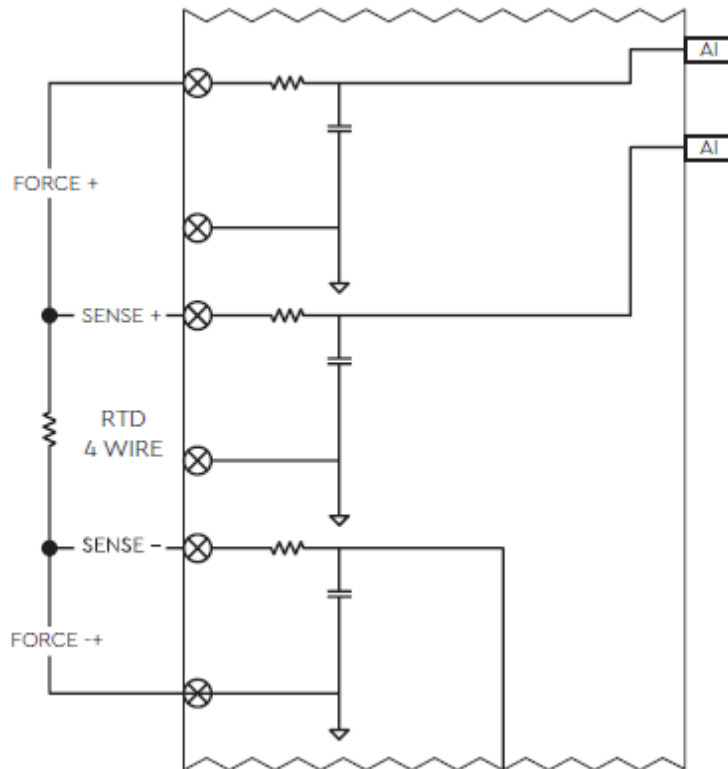 AI
AI
FORCE +
SENSE +
RTD
4 WIRE
SENSE −
FORCE -+